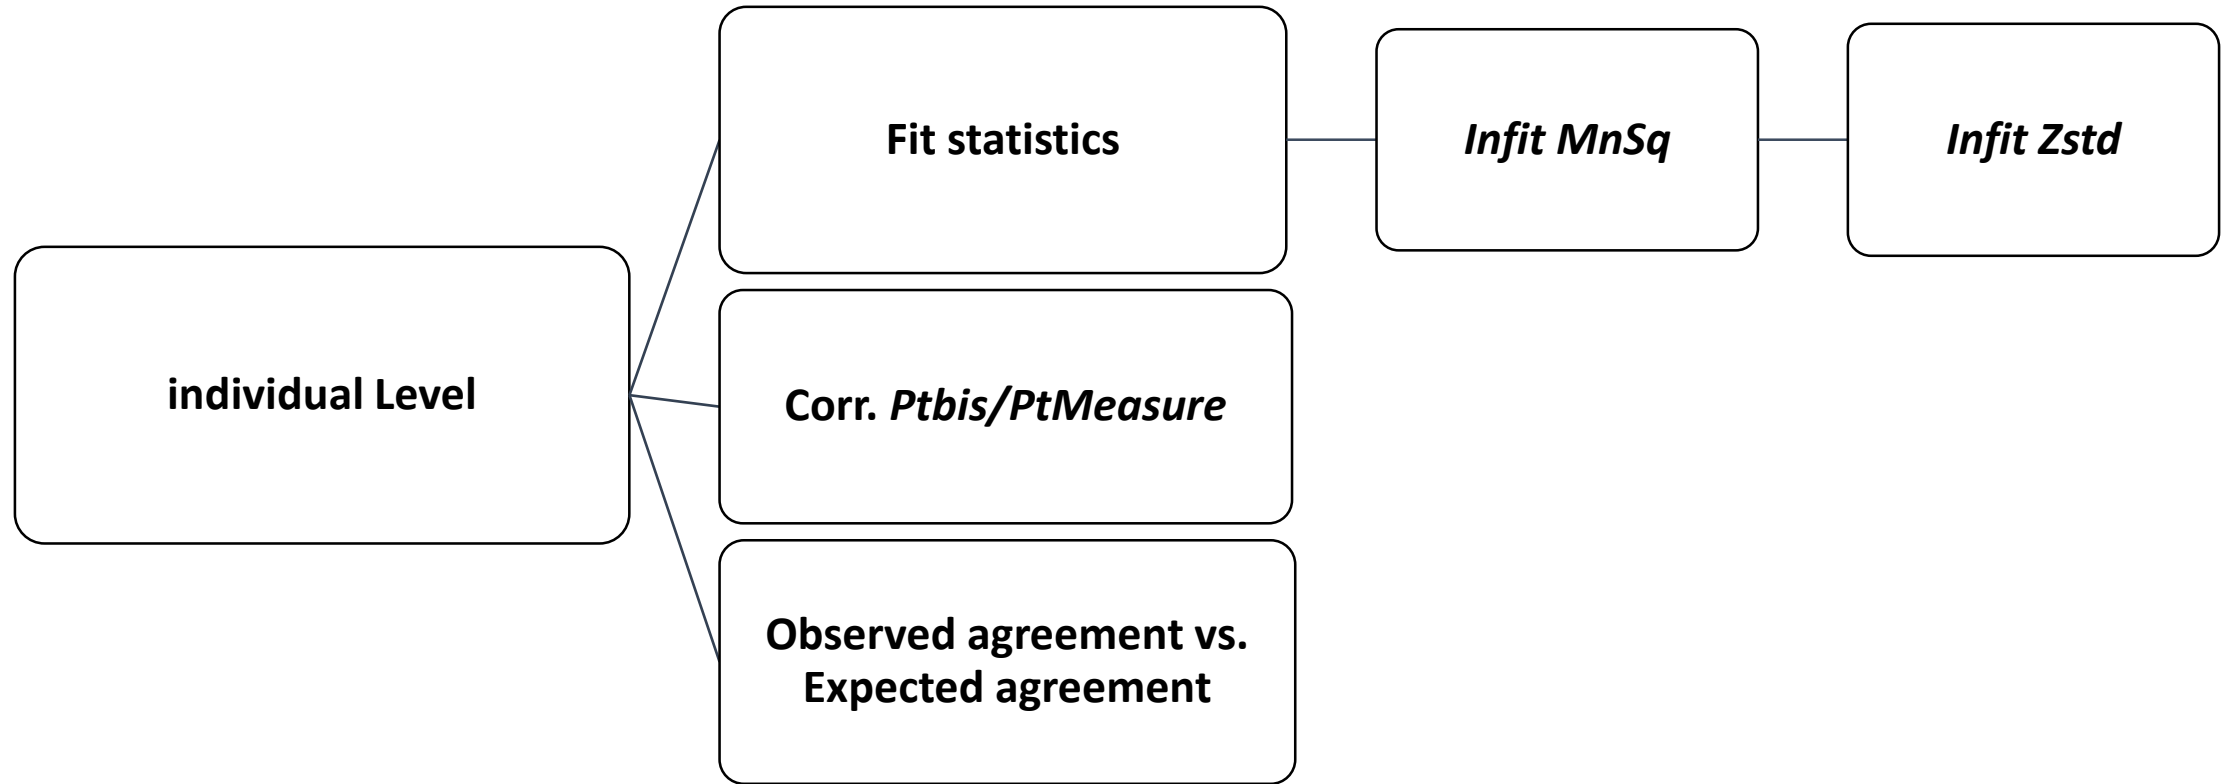 Fit statistics
Infit MnSq
Infit Zstd
individual Level
Corr. Ptbis/PtMeasure
Observed agreement vs.
Expected agreement